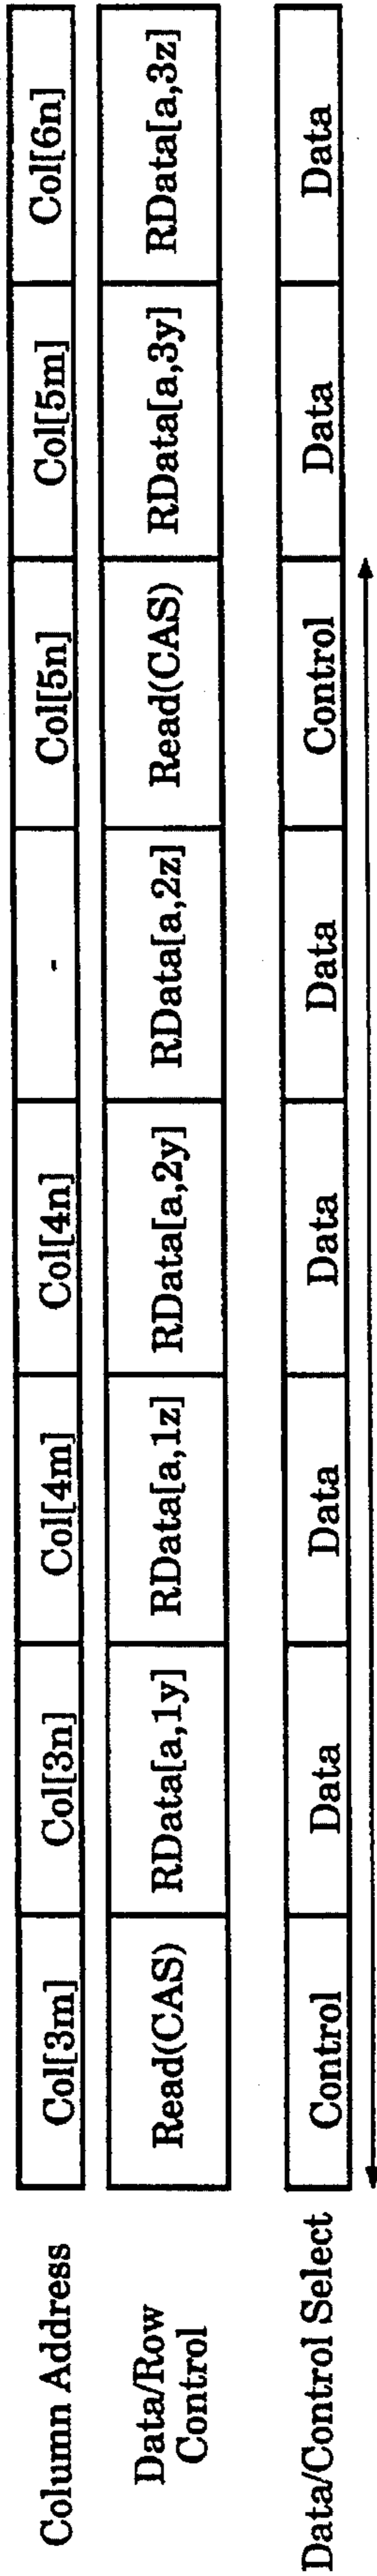 Column Address Col[3m] Col[3n] Col[4m] Col[4n] - Col[5n] Col[5m] Col[6n]
Data/Row
Control
Read(CAS) RData[a,1y] RData[a,1z] RData[a,2y] RData[a,2z] Read(CAS) RData[a,3y] RData[a,3z]
Data/Control Select Control Data Data Data Data Control Data Data